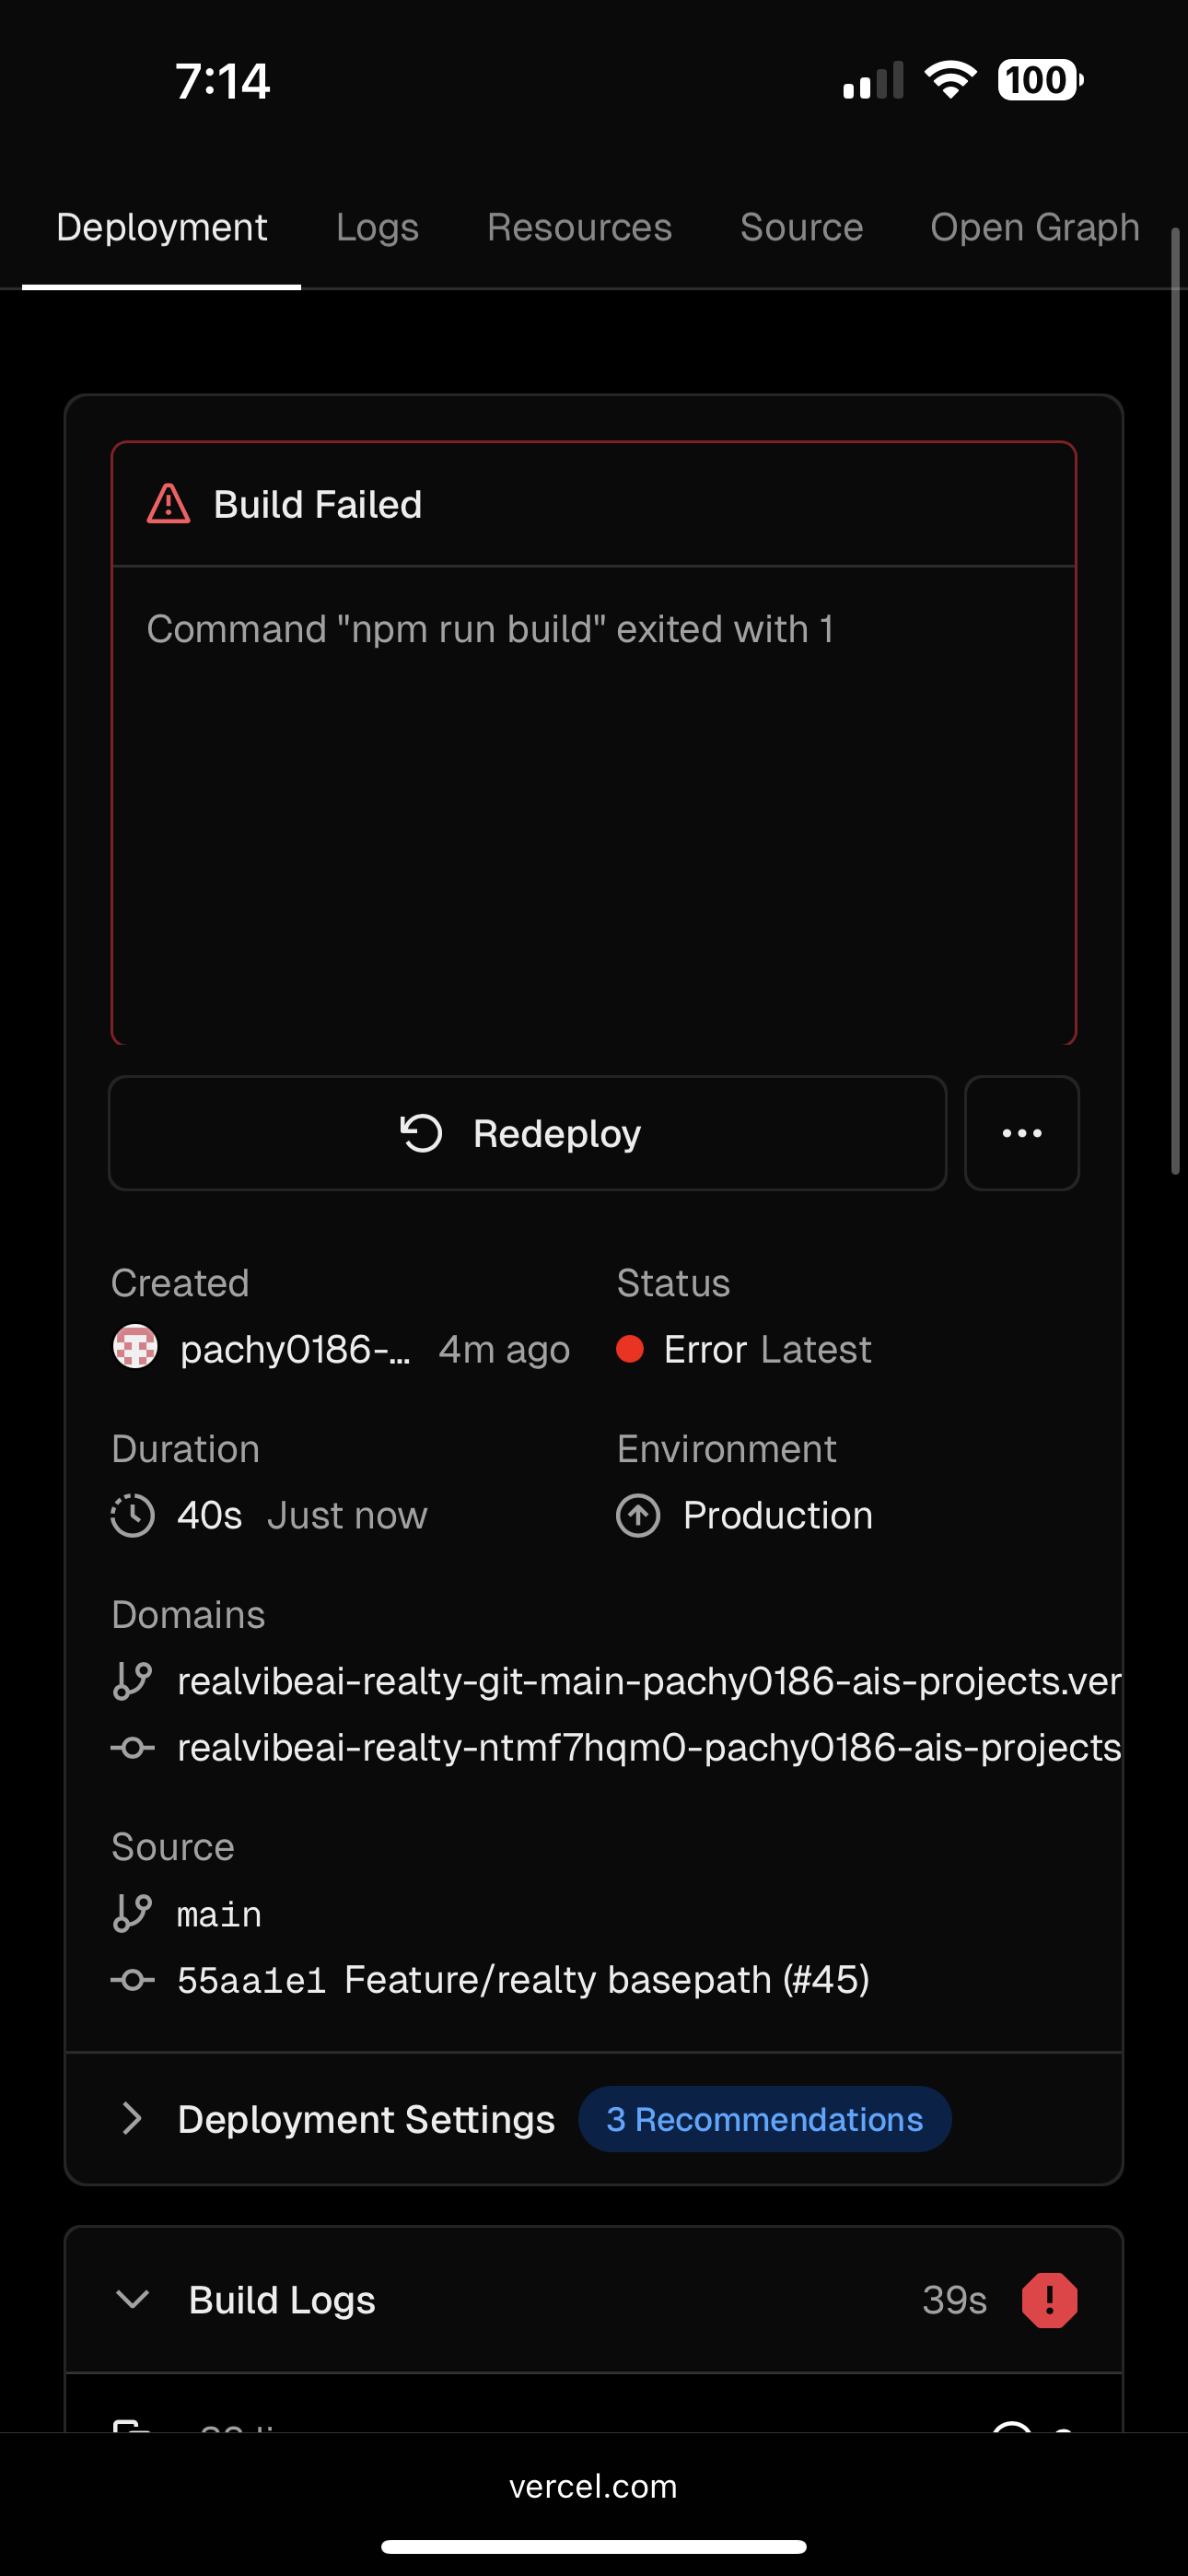 7:14
100
Deployment Logs Resources Source Open Graph
Build Failed
Command "npm run build" exited with 1
Redeploy
Created Status
pachy0186-... 4m ago Error Latest
Duration Environment
40s Just now Production
Domains
realvibeai-realty-git-main-pachy0186-ais-projects.ver
realvibeai-realty-ntmf7hqm0-pachy0186-ais-projects
Source
main
55aa1e1 Feature/realty basepath (#45)
Deployment Settings 3 Recommendations
Build Logs 39s
vercel.com